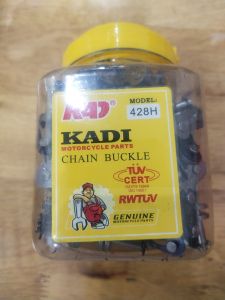 KAD
MODEL:
428H
KADI
MOTORCYCLE PARTS
CHAIN BUCKLE
TÜV
CERT
RWTÜV
GENUINE
MOTORCYCLE PARTS